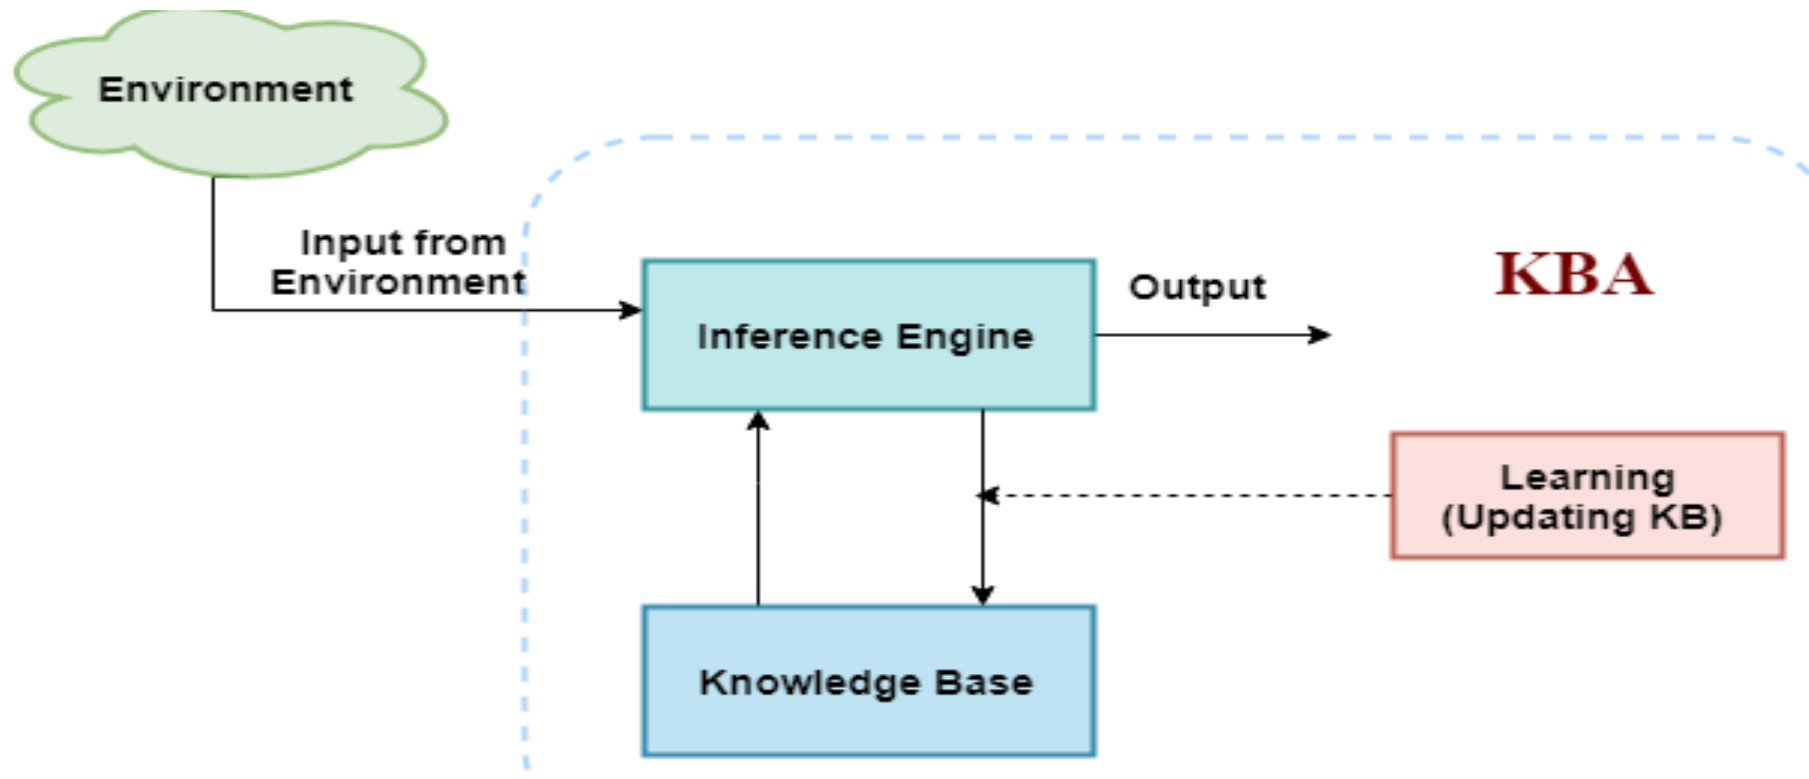 Environment
Input from
Environment
Inference Engine
Output
KBA
Learning
(Updating KB)
Knowledge Base